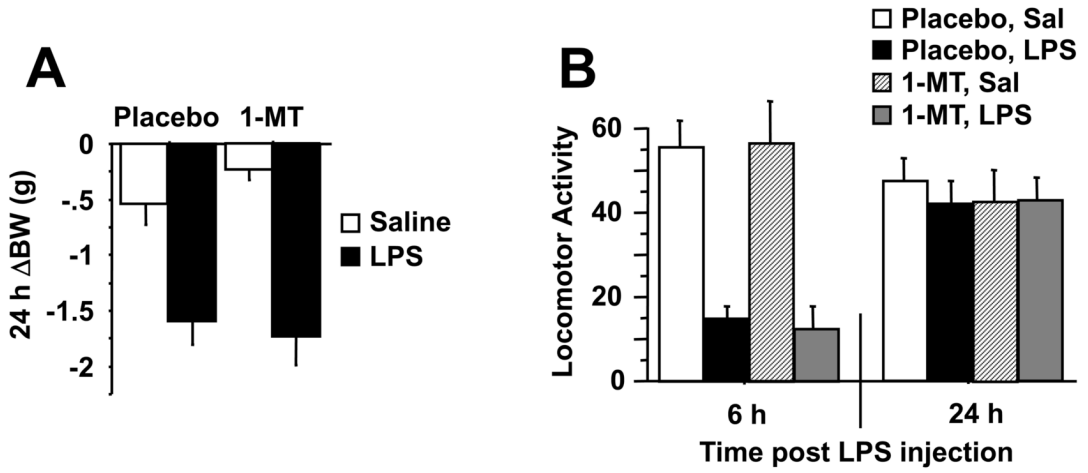 A
Placebo 1-MT
0
-.5
-1
-1.5
-2
24 h ΔBW (g)
Saline
LPS
B
Placebo, Sal
Placebo, LPS
1-MT, Sal
1-MT, LPS
60
40
20
0
Locomotor Activity
6 h
24 h
Time post LPS injection